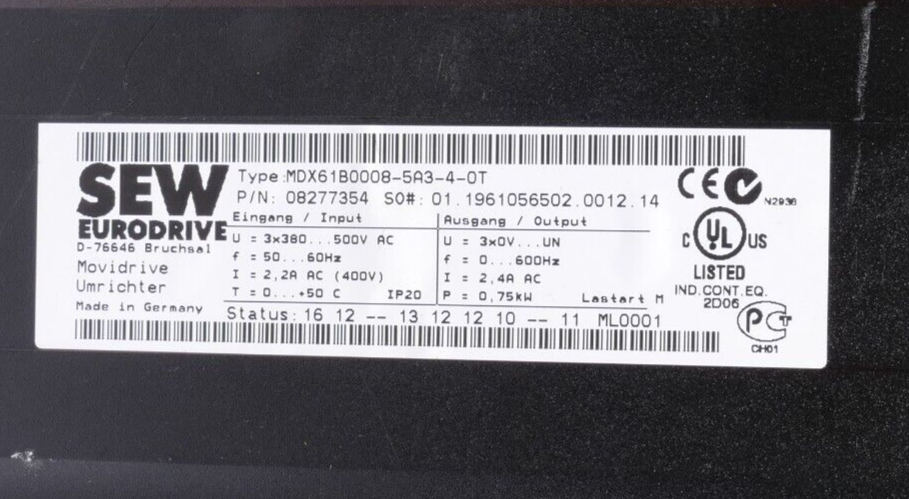 SEW
EURODRIVE
D-76646 Bruchsal
Movidrive
Umrichter
Made in Germany
Type:MDX61B0008-5A3-4-0T
P/N: 08277354 SO#: 01.1961056502.0012.14
Eingang / Input
U = 3x380...500V AC
f = 50...60Hz
I = 2,2A AC (400V)
T = 0...+50 C IP20
Ausgang / Output
U = 3x0V...UN
f = 0...600Hz
I = 2,4A AC
P = 0,75kW Lastart M
Status: 16 12 -- 13 12 12 10 -- 11 ML0001
CE
N2936
C UL US
LISTED
IND.CONT.EQ.
2D06
PCT
CH01